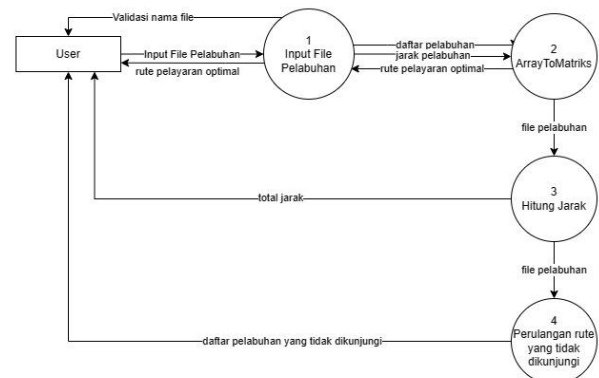 Validasi nama file
User
Input File Pelabuhan
rute pelayaran optimal
1
Input File
Pelabuhan
daftar pelabuhan
jarak pelabuhan
rute pelayaran optimal
2
ArrayToMatriks
file pelabuhan
3
Hitung Jarak
total jarak
file pelabuhan
4
Perulangan rute
yang tidak
dikunjungi
daftar pelabuhan yang tidak dikunjungi